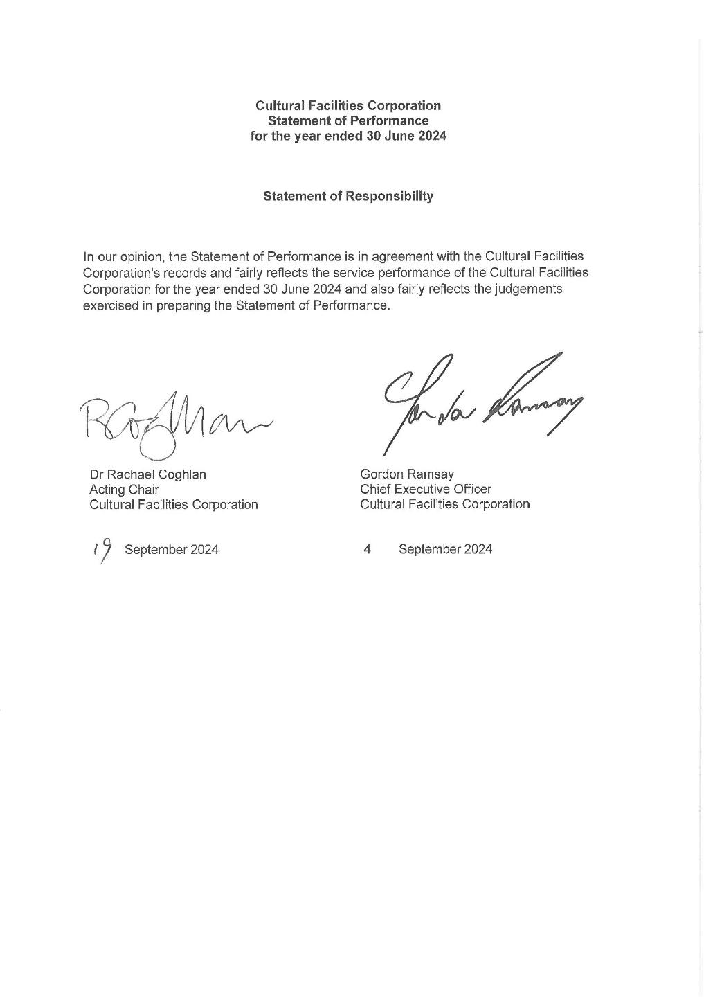 Cultural Facilities Corporation
Statement of Performance
for the year ended 30 June 2024
Statement of Responsibility
In our opinion, the Statement of Performance is in agreement with the Cultural Facilities
Corporation's records and fairly reflects the service performance of the Cultural Facilities
Corporation for the year ended 30 June 2024 and also fairly reflects the judgements
exercised in preparing the Statement of Performance.
RCoghlan
Gordon Ramsay
Dr Rachael Coghlan
Acting Chair
Cultural Facilities Corporation
19 September 2024
Gordon Ramsay
Chief Executive Officer
Cultural Facilities Corporation
4 September 2024